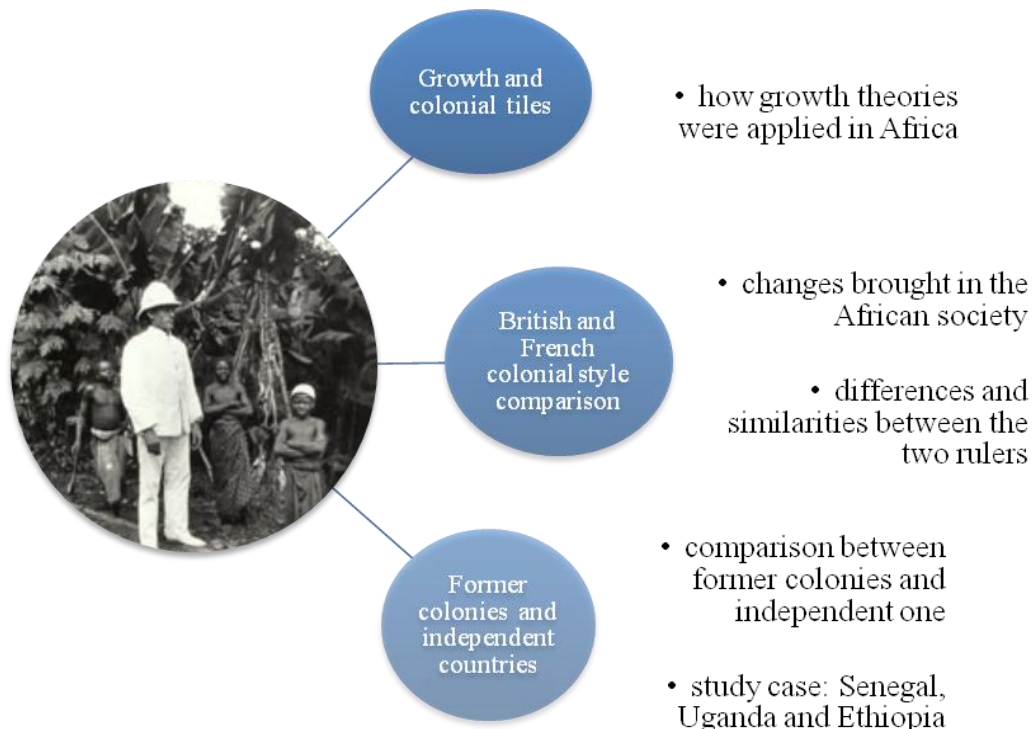 Growth and
colonial tiles
• how growth theories
were applied in Africa
British and
French
colonial style
comparison
• changes brought in the
African society
• differences and
similarities between the
two rulers
Former
colonies and
independent
countries
• comparison between
former colonies and
independent one
• study case: Senegal,
Uganda and Ethiopia